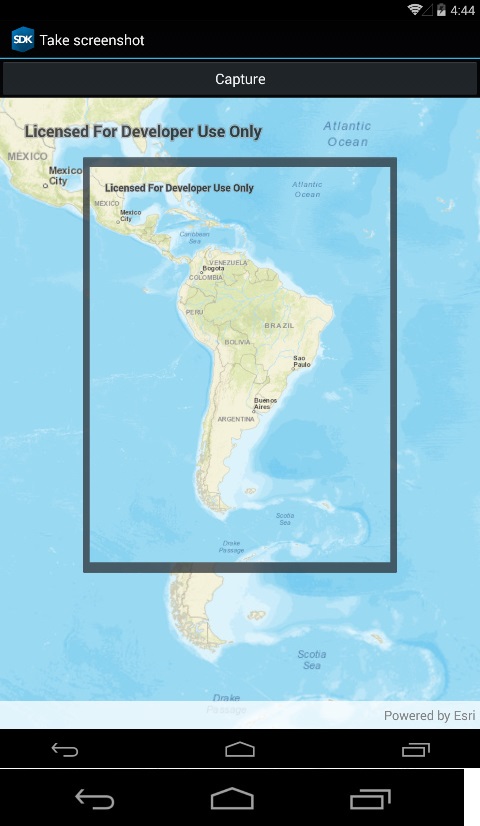 4:44
SDK Take screenshot
Capture
Licensed For Developer Use Only
Atlantic
Ocean
MÉXICO
Mexico
City
Licensed For Developer Use Only
Atlantic
Ocean
MÉXICO
Mexico
City
Caribbean
Sea
VENEZUELA
Bogota
COLOMBIA
PERU
BRAZIL
BOLIVIA
Sao
Paulo
Buenos
Aires
ARGENTINA
Scotia
Sea
Drake
Passage
Scotia
Sea
Drake
Passage
Powered by Esri